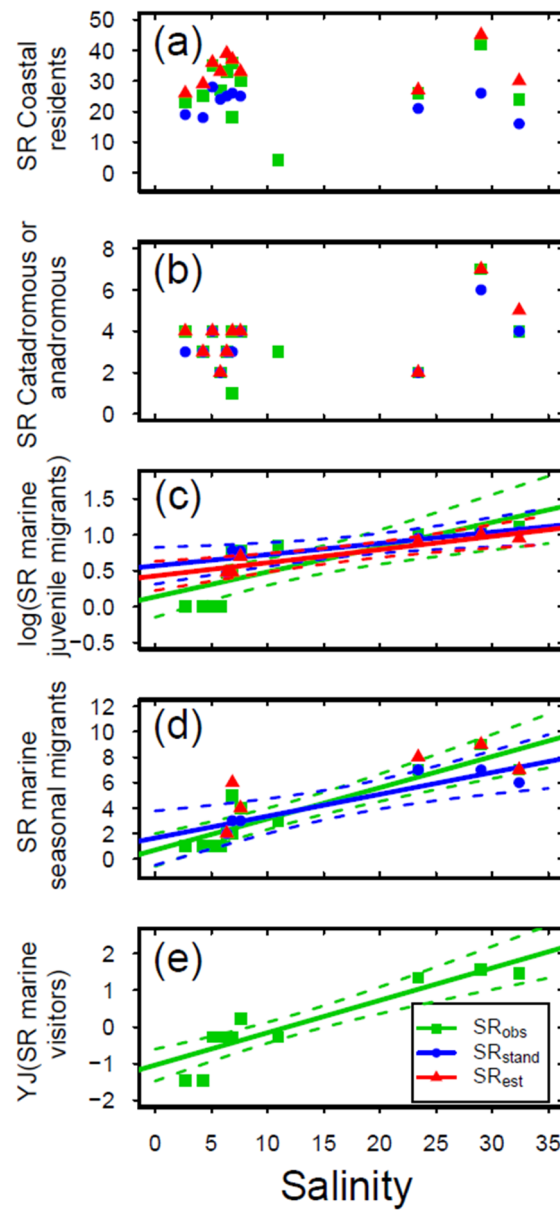 (a)
SR Coastal
residents
50
40
30
20
10
0
(b)
SR Catadromous or
anadromous
8
6
4
2
0
(c)
log(SR marine
juvenile migrants)
1.5
1.0
0.5
0.0
−0.5
(d)
SR marine
seasonal migrants
12
10
8
6
4
2
0
(e)
YJ(SR marine
visitors)
2
1
0
−1
−2
SRobs
SRstand
SRest
0 5 10 15 20 25 30 35
Salinity